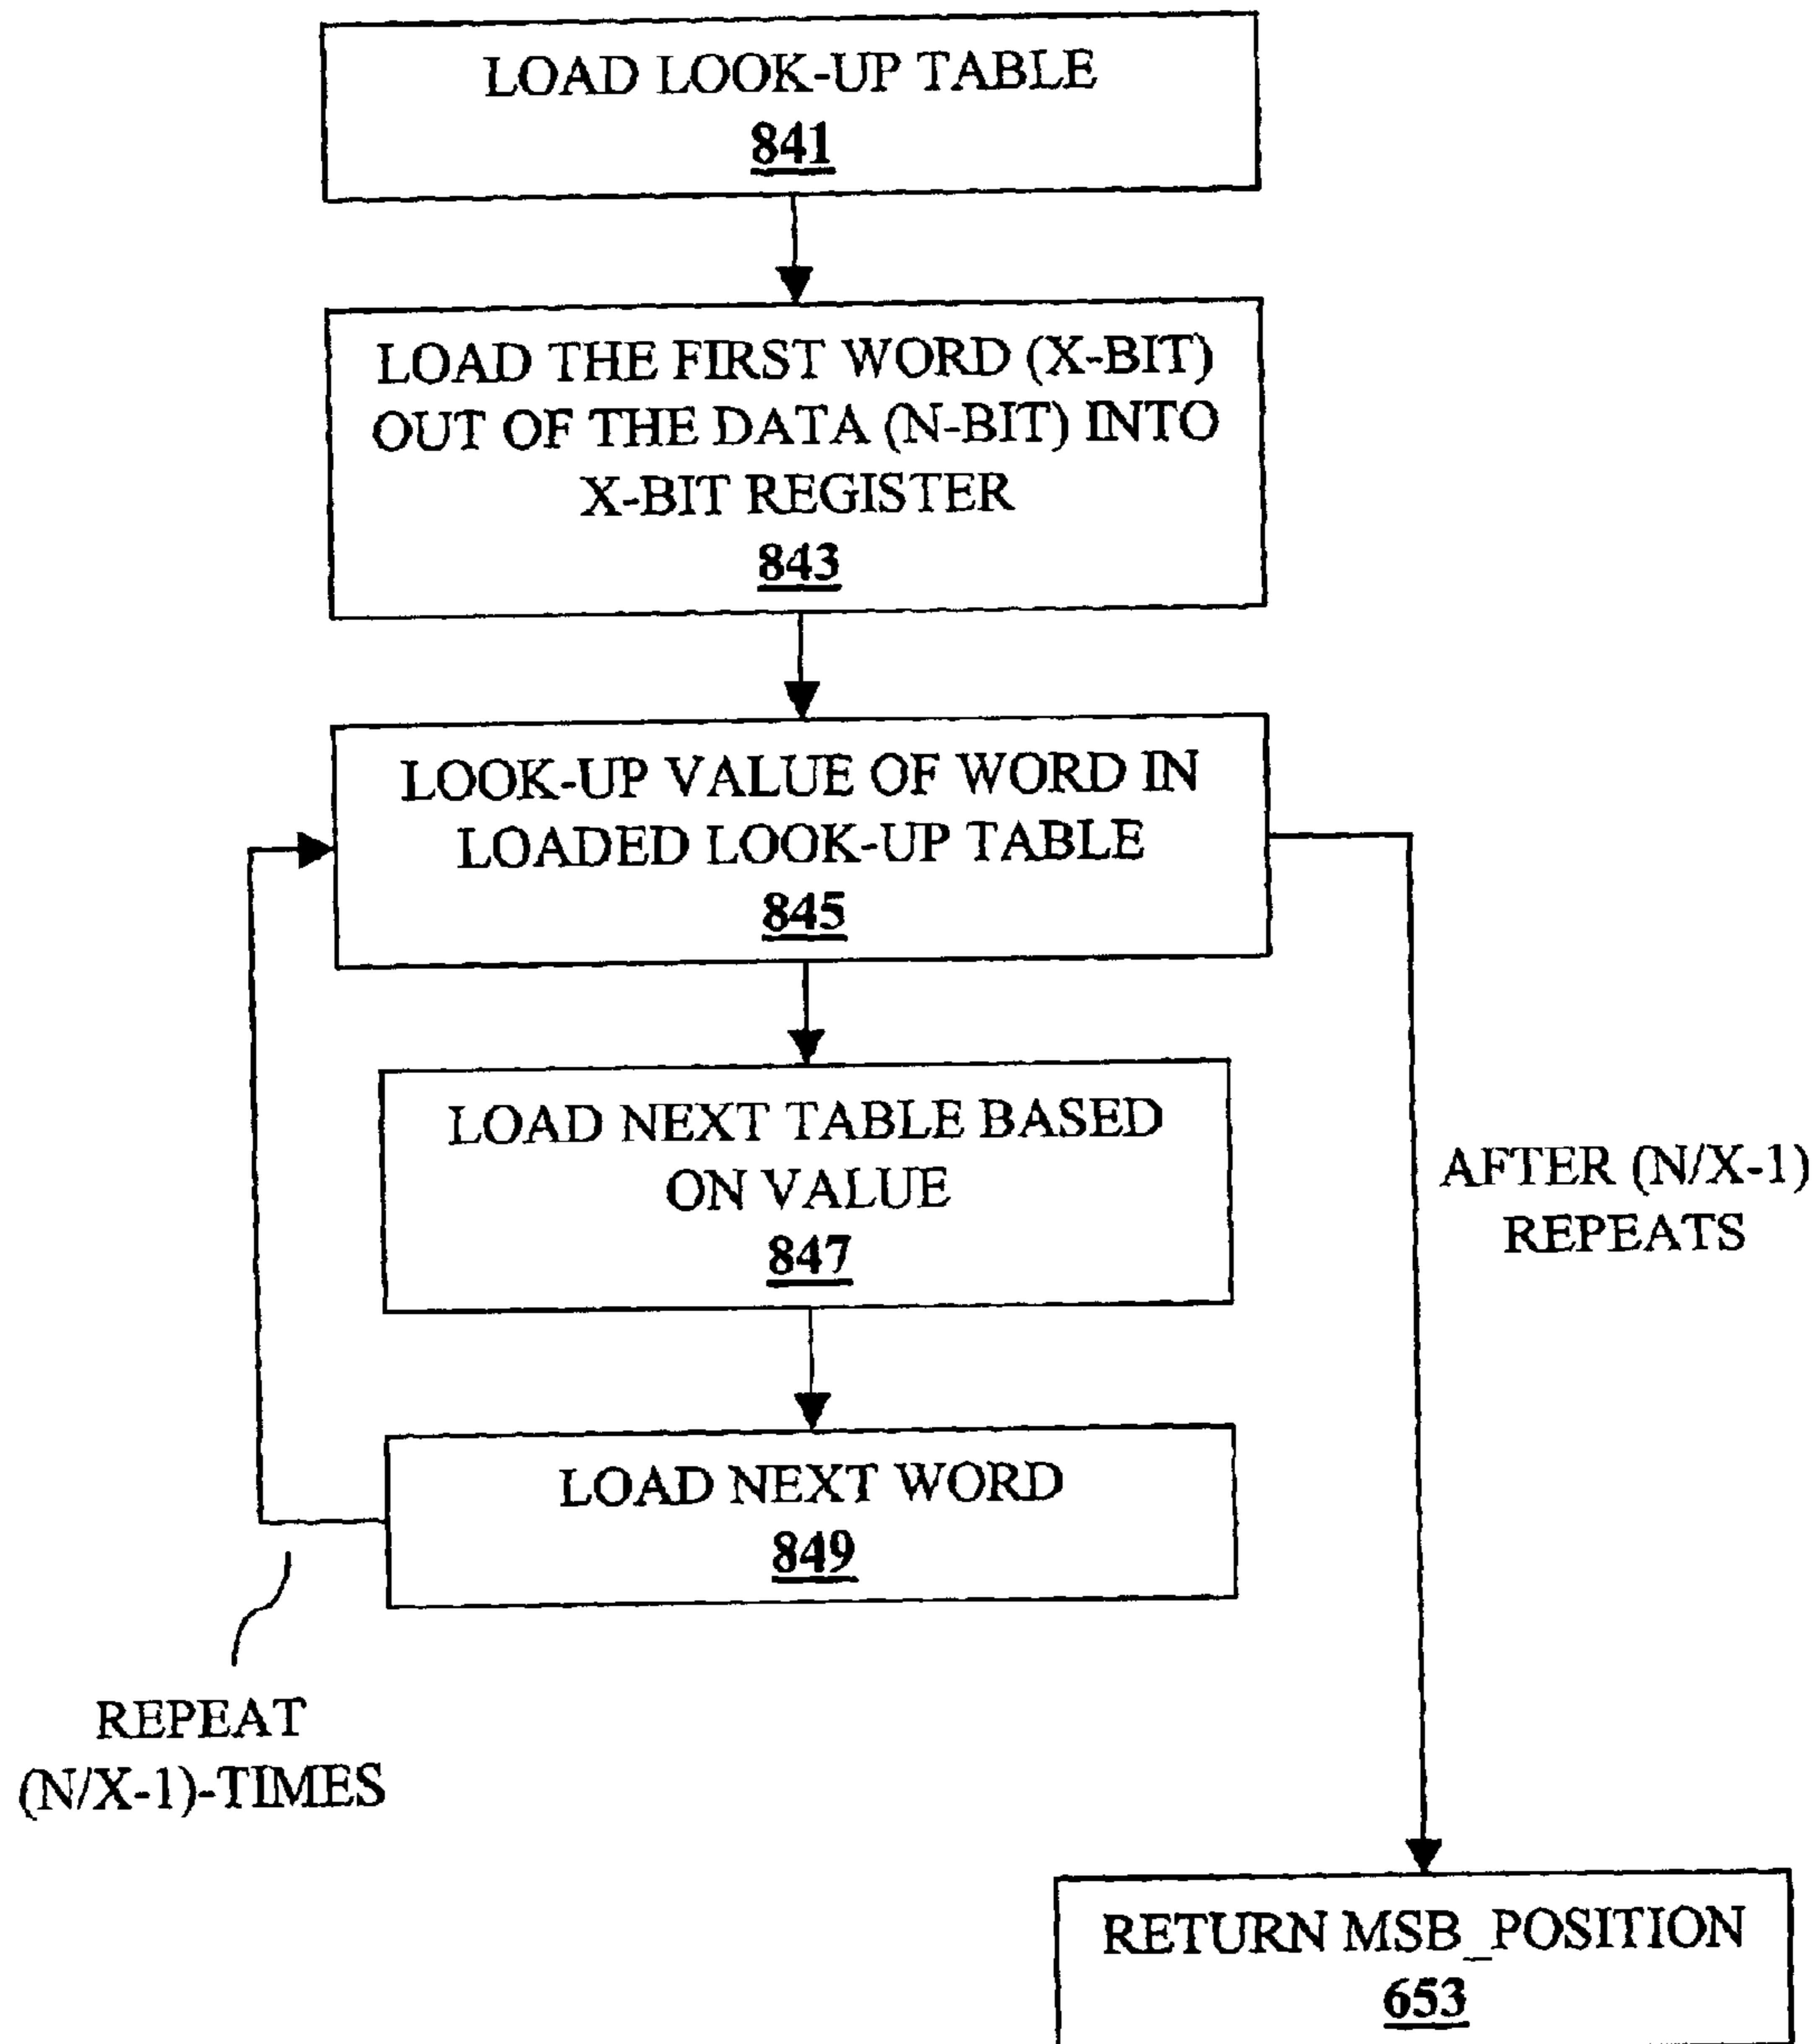 LOAD LOOK-UP TABLE
841
LOAD THE FIRST WORD (X-BIT)
OUT OF THE DATA (N-BIT) INTO
X-BIT REGISTER
843
LOOK-UP VALUE OF WORD IN
LOADED LOOK-UP TABLE
845
LOAD NEXT TABLE BASED
ON VALUE
847
AFTER (N/X-1)
REPEATS
LOAD NEXT WORD
849
REPEAT
(N/X-1)-TIMES
RETURN MSB_POSITION
653